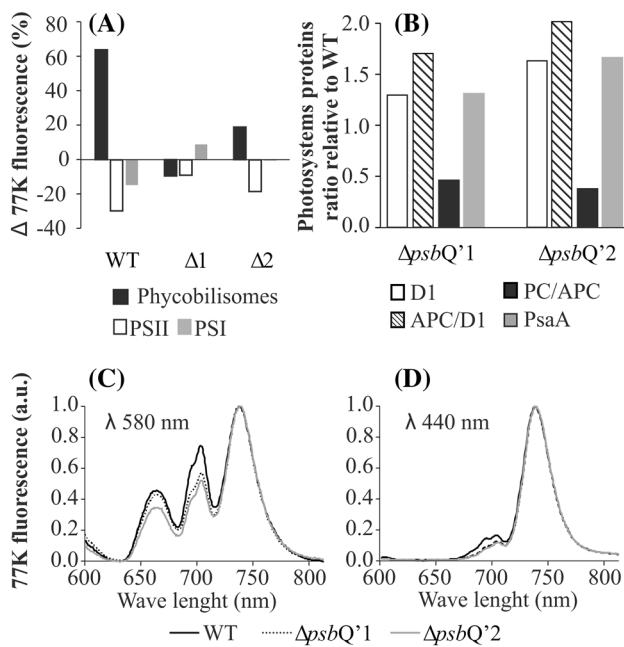 (A)
Δ 77K fluorescence (%)
80
60
40
20
0
-20
-40
WT Δ1 Δ2
Phycobilisomes
PSII PSI
(B)
Photosystems proteins
ratio relative to WT
2.0
1.5
1.0
0.5
0.0
ΔpsbQ’1 ΔpsbQ’2
D1 PC/APC
APC/D1 PsaA
(C)
77K fluorescence (a.u.)
λ 580 nm
1.0
0.8
0.6
0.4
0.2
0.0
600 650 700 750 800
Wave lenght (nm)
(D)
λ 440 nm
1.0
0.8
0.6
0.4
0.2
0.0
600 650 700 750 800
Wave lenght (nm)
WT ΔpsbQ’1 ΔpsbQ’2